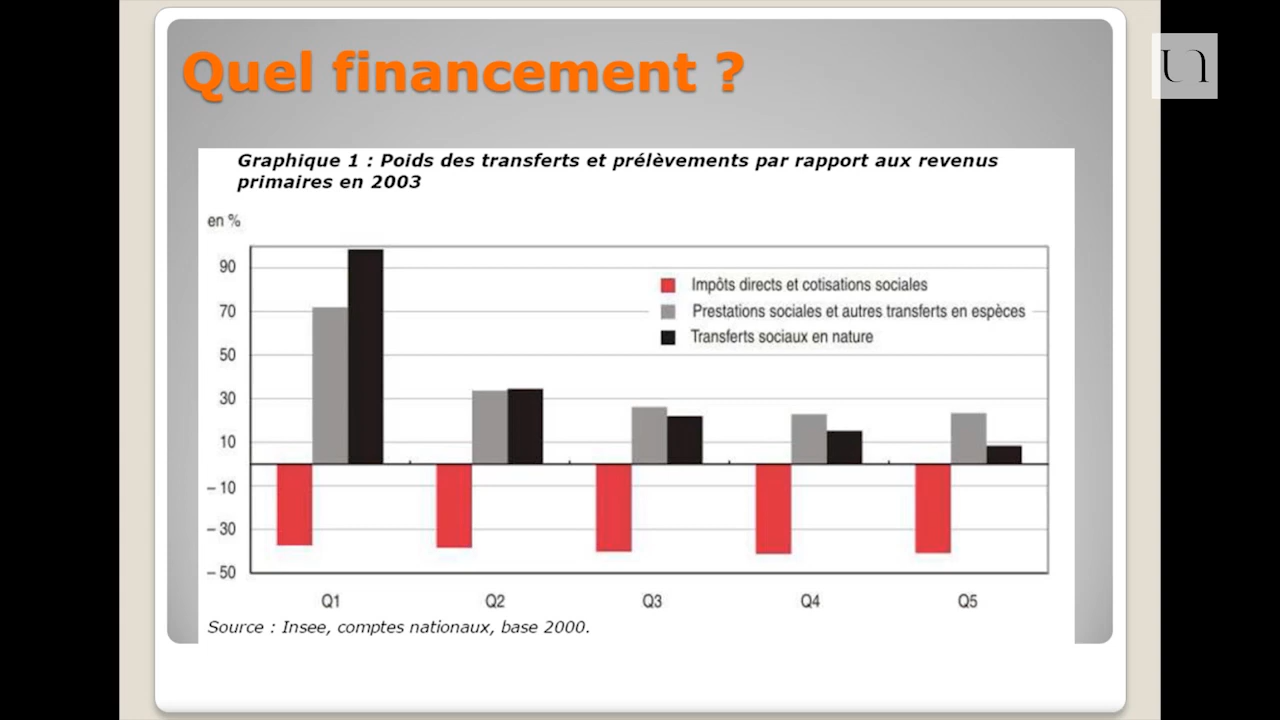 Quel financement ?
Graphique 1 : Poids des transferts et prélèvements par rapport aux revenus
primaires en 2003
en %
90
70
50
30
10
– 10
– 30
– 50
Impôts directs et cotisations sociales
Prestations sociales et autres transferts en espèces
Transferts sociaux en nature
Q1 Q2 Q3 Q4 Q5
Source : Insee, comptes nationaux, base 2000.